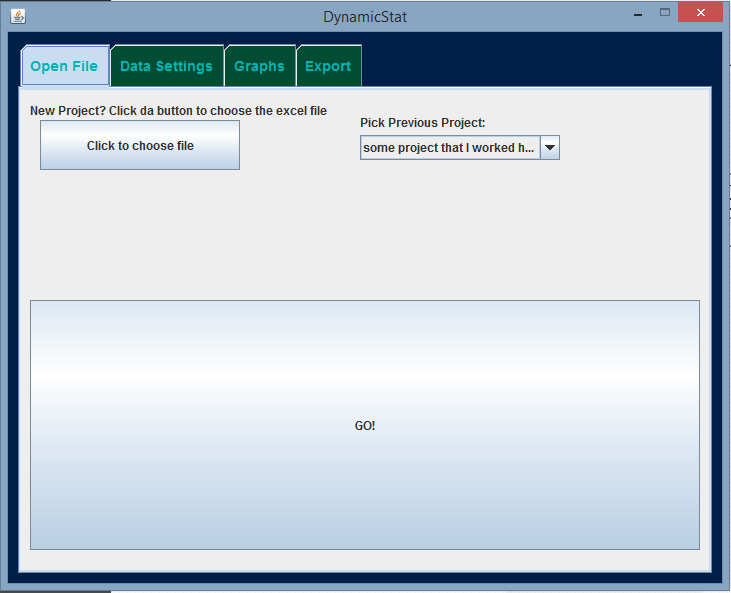 DynamicStat
Open File
Data Settings
Graphs
Export
New Project? Click da button to choose the excel file
Click to choose file
Pick Previous Project:
some project that I worked h...
GO!